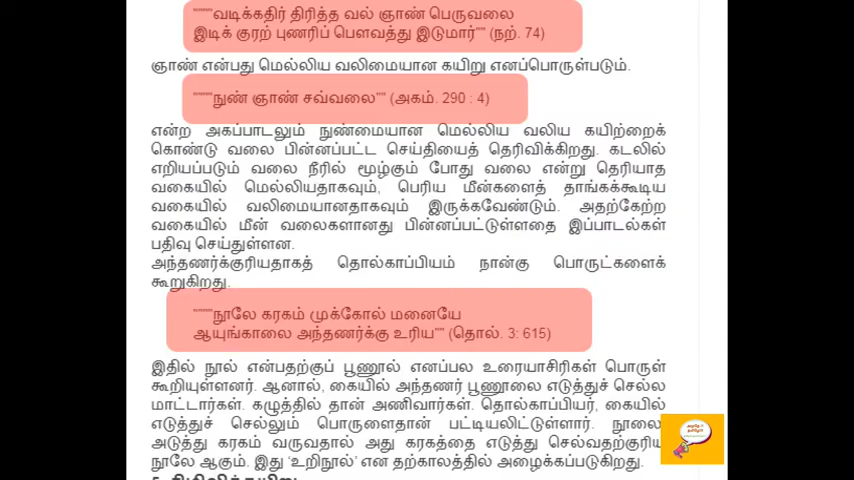 """வடிக்கதிர் திரித்த வல் ஞாண் பெருவலை
இடிக் குரற் புணரிப் பௌவத்து இடுமார்"" (நற். 74)
ஞாண் என்பது மெல்லிய வலிமையான கயிறு எனப்பொருள்படும்.
"""நுண் ஞாண் சவ்வலை"" (அகம். 290 : 4)
என்ற அகப்பாடலும் நுண்மையான மெல்லிய வலிய கயிற்றைக்
கொண்டு வலை பின்னப்பட்ட செய்தியைத் தெரிவிக்கிறது. கடலில்
எறியப்படும் வலை நீரில் மூழ்கும் போது வலை என்று தெரியாத
வகையில் மெல்லியதாகவும், பெரிய மீன்களைத் தாங்கக்கூடிய
வகையில் வலிமையானதாகவும் இருக்கவேண்டும். அதற்கேற்ற
வகையில் மீன் வலைகளானது பின்னப்பட்டுள்ளதை இப்பாடல்கள்
பதிவு செய்துள்ளன.
அந்தணர்க்குரியதாகத் தொல்காப்பியம் நான்கு பொருட்களைக்
கூறுகிறது.
"""நூலே கரகம் முக்கோல் மனையே
ஆயுங்காலை அந்தணர்க்கு உரிய"" (தொல். 3: 615)
இதில் நூல் என்பதற்குப் பூணூல் எனப்பல உரையாசிரிகள் பொருள்
கூறியுள்ளனர். ஆனால், கையில் அந்தணர் பூணூலை எடுத்துச் செல்ல
மாட்டார்கள். கழுத்தில் தான் அணிவார்கள். தொல்காப்பியர், கையில்
எடுத்துச் செல்லும் பொருளைதான் பட்டியலிட்டுள்ளார். நூலை
அடுத்து கரகம் வருவதால் அது கரகத்தை எடுத்து செல்வதற்குரிய
நூலே ஆகும். இது 'உறிநூல்' என தற்காலத்தில் அழைக்கப்படுகிறது.